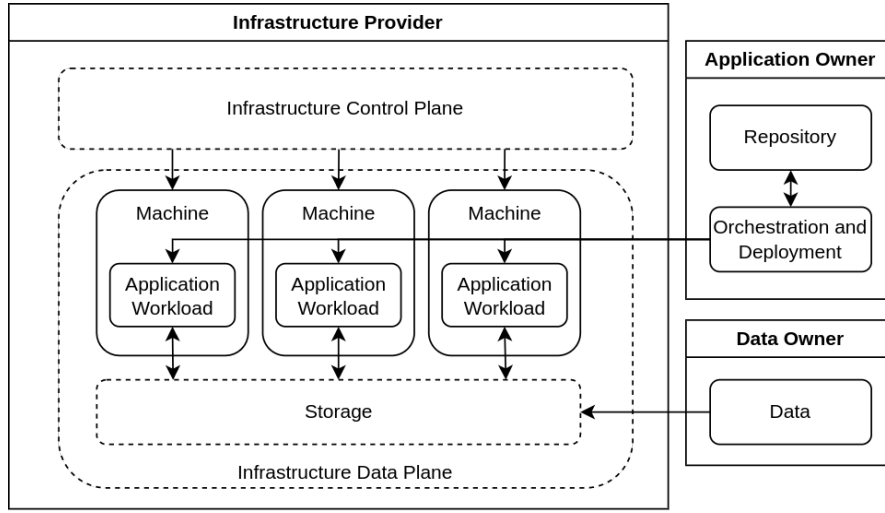 Infrastructure Provider
Infrastructure Control Plane
Machine
Machine
Machine
Application
Workload
Application
Workload
Application
Workload
Storage
Infrastructure Data Plane
Application Owner
Repository
Orchestration and
Deployment
Data Owner
Data